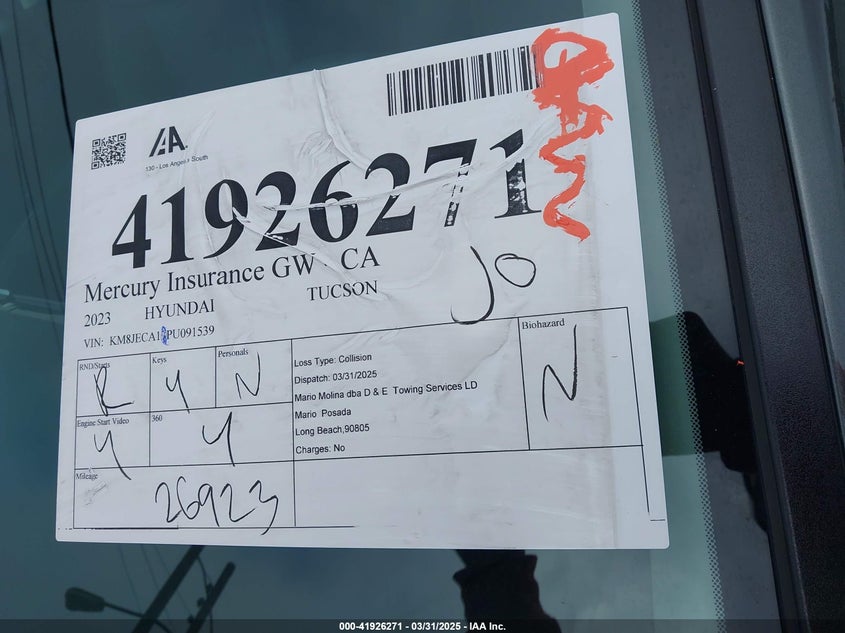 IAA
130 - Los Angeles South
41926271
Mercury Insurance GW - CA
JO
2023 HYUNDAI TUCSON
VIN: KM8JECA13PU091539
RND/Starts
R
Keys
Y
Personals
N
Engine Start Video
Y
360
Y
Mileage
26923
Loss Type: Collision
Dispatch: 03/31/2025
Mario Molina dba D & E Towing Services LD
Mario Posada
Long Beach,90805
Charges: No
Biohazard
N
000-41926271 - 03/31/2025 - IAA Inc.